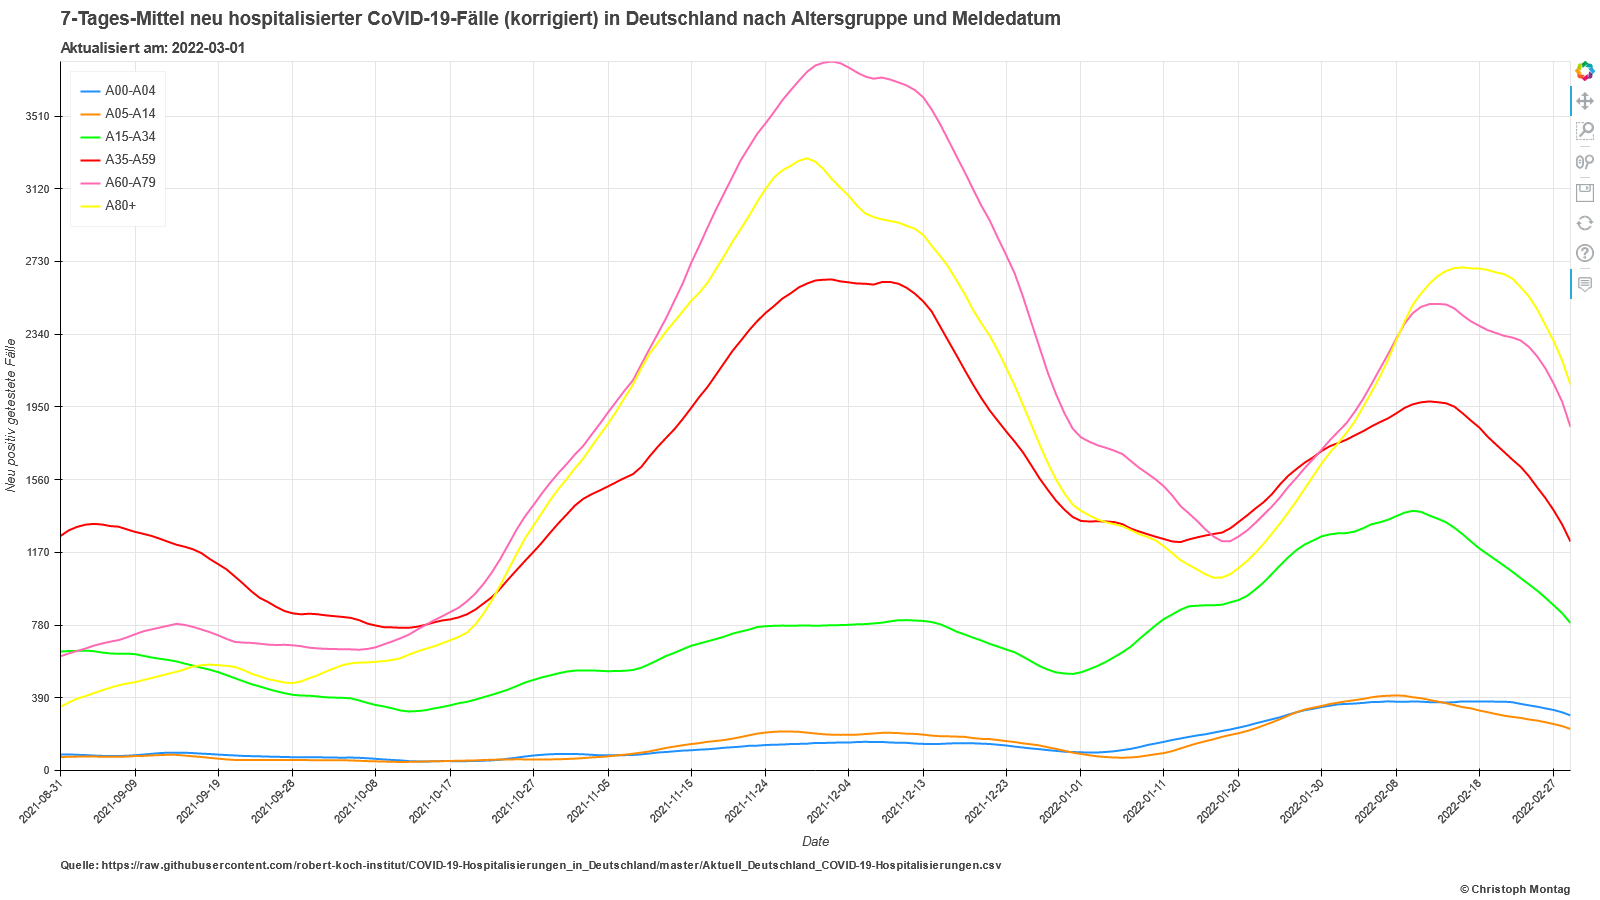 7-Tages-Mittel neu hospitalisierter CoVID-19-Fälle (korrigiert) in Deutschland nach Altersgruppe und Meldedatum
Aktualisiert am: 2022-03-01
A00-A04
A05-A14
A15-A34
A35-A59
A60-A79
A80+
Neu positiv getestete Fälle
3510
3120
2730
2340
1950
1560
1170
780
390
0
2021-08-31
2021-09-09
2021-09-19
2021-09-28
2021-10-08
2021-10-17
2021-10-27
2021-11-05
2021-11-15
2021-11-24
2021-12-04
2021-12-13
2021-12-23
2022-01-01
2022-01-11
2022-01-20
2022-01-30
2022-02-08
2022-02-18
2022-02-27
Date
Quelle: https://raw.githubusercontent.com/robert-koch-institut/COVID-19-Hospitalisierungen_in_Deutschland/master/Aktuell_Deutschland_COVID-19-Hospitalisierungen.csv
© Christoph Montag